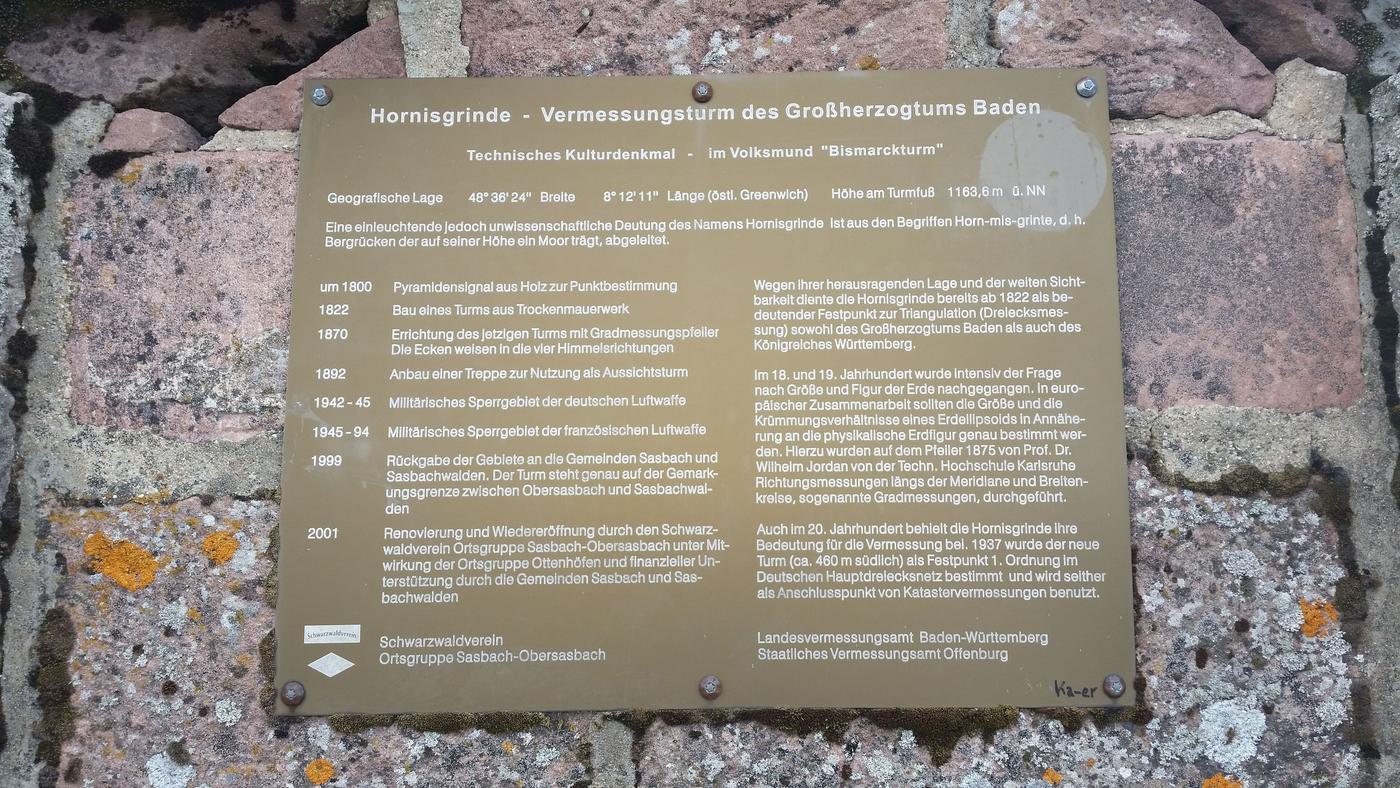 Hornisgrinde - Vermessungsturm des Großherzogtums Baden
Technisches Kulturdenkmal - im Volksmund "Bismarckturm"
Geografische Lage 48° 36' 24" Breite 8° 12' 11" Länge (östl. Greenwich) Höhe am Turmfuß 1163,6 m ü. NN
Eine einleuchtende jedoch unwissenschaftliche Deutung des Namens Hornisgrinde ist aus den Begriffen Horn-mis-grinte, d. h.
Bergrücken der auf seiner Höhe ein Moor trägt, abgeleitet.
um 1800 Pyramidensignal aus Holz zur Punktbestimmung
1822 Bau eines Turms aus Trockenmauerwerk
1870 Errichtung des jetzigen Turms mit Gradmessungspfeiler
Die Ecken weisen in die vier Himmelsrichtungen
1892 Anbau einer Treppe zur Nutzung als Aussichtsturm
1942 - 45 Militärisches Sperrgebiet der deutschen Luftwaffe
1945 - 94 Militärisches Sperrgebiet der französischen Luftwaffe
1999 Rückgabe der Gebiete an die Gemeinden Sasbach und
Sasbachwalden. Der Turm steht genau auf der Gemark-
ungsgrenze zwischen Obersasbach und Sasbachwal-
den
2001 Renovierung und Wiedereröffnung durch den Schwarz-
waldverein Ortsgruppe Sasbach-Obersasbach unter Mit-
wirkung der Ortsgruppe Ottenhöfen und finanzieller Un-
terstützung durch die Gemeinden Sasbach und Sas-
bachwalden
Schwarzwaldverein
Schwarzwaldverein
Ortsgruppe Sasbach-Obersasbach
Wegen ihrer herausragenden Lage und der weiten Sicht-
barkeit diente die Hornisgrinde bereits ab 1822 als be-
deutender Festpunkt zur Triangulation (Dreiecksmes-
sung) sowohl des Großherzogtums Baden als auch des
Königreiches Württemberg.
Im 18. und 19. Jahrhundert wurde intensiv der Frage
nach Größe und Figur der Erde nachgegangen. In euro-
päischer Zusammenarbeit sollten die Größe und die
Krümmungsverhältnisse eines Erdellipsoids in Annähe-
rung an die physikalische Erdfigur genau bestimmt wer-
den. Hierzu wurden auf dem Pfeiler 1875 von Prof. Dr.
Wilhelm Jordan von der Techn. Hochschule Karlsruhe
Richtungsmessungen längs der Meridiane und Breiten-
kreise, sogenannte Gradmessungen, durchgeführt.
Auch im 20. Jahrhundert behielt die Hornisgrinde ihre
Bedeutung für die Vermessung bei. 1937 wurde der neue
Turm (ca. 460 m südlich) als Festpunkt 1. Ordnung im
Deutschen Hauptdreiecksnetz bestimmt und wird seither
als Anschlusspunkt von Katastervermessungen benutzt.
Landesvermessungsamt Baden-Württemberg
Staatliches Vermessungsamt Offenburg
Ka-er